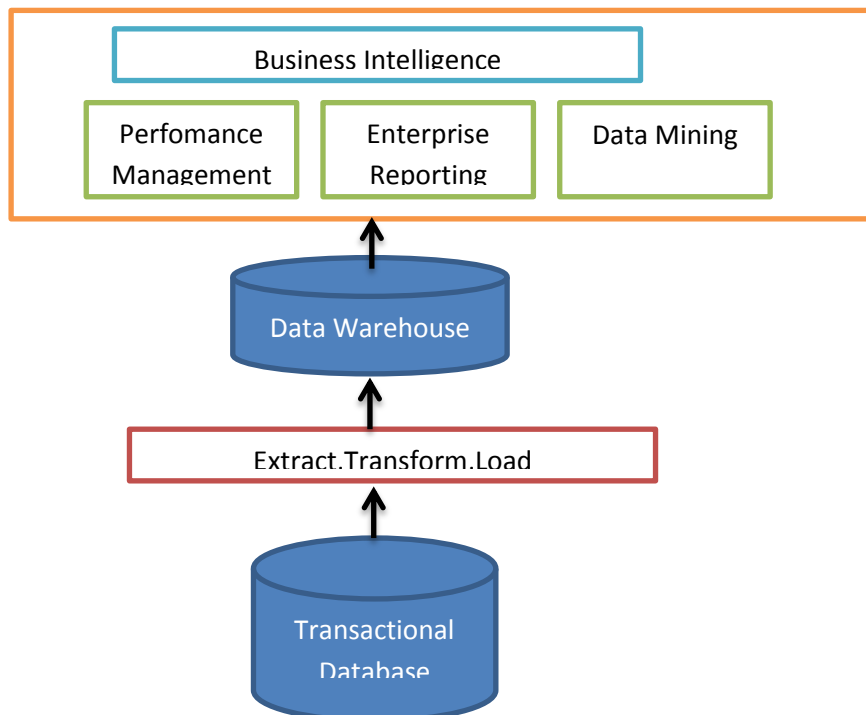 Business Intelligence
Perfomance
Management
Enterprise
Reporting
Data Mining
Data Warehouse
Extract.Transform.Load
Transactional
Database